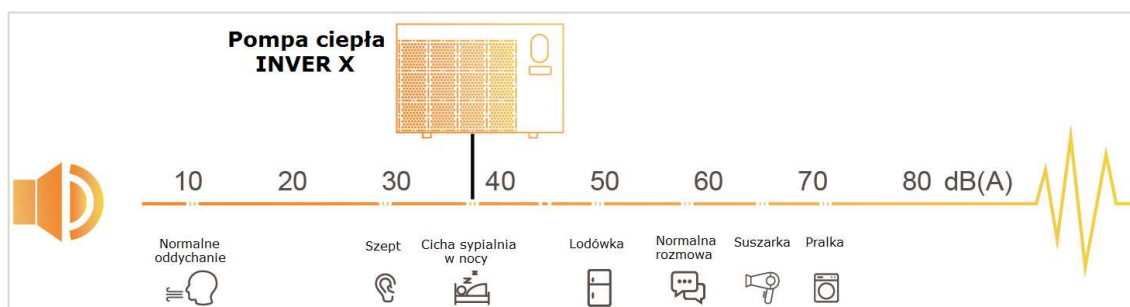 Pompa ciepła
INVER X
10 20 30 40 50 60 70 80 dB(A)
Normalne
oddychanie
Szept
Cicha sypialnia
w nocy
Lodówka
Normalna
rozmowa
Suszarka
Pralka